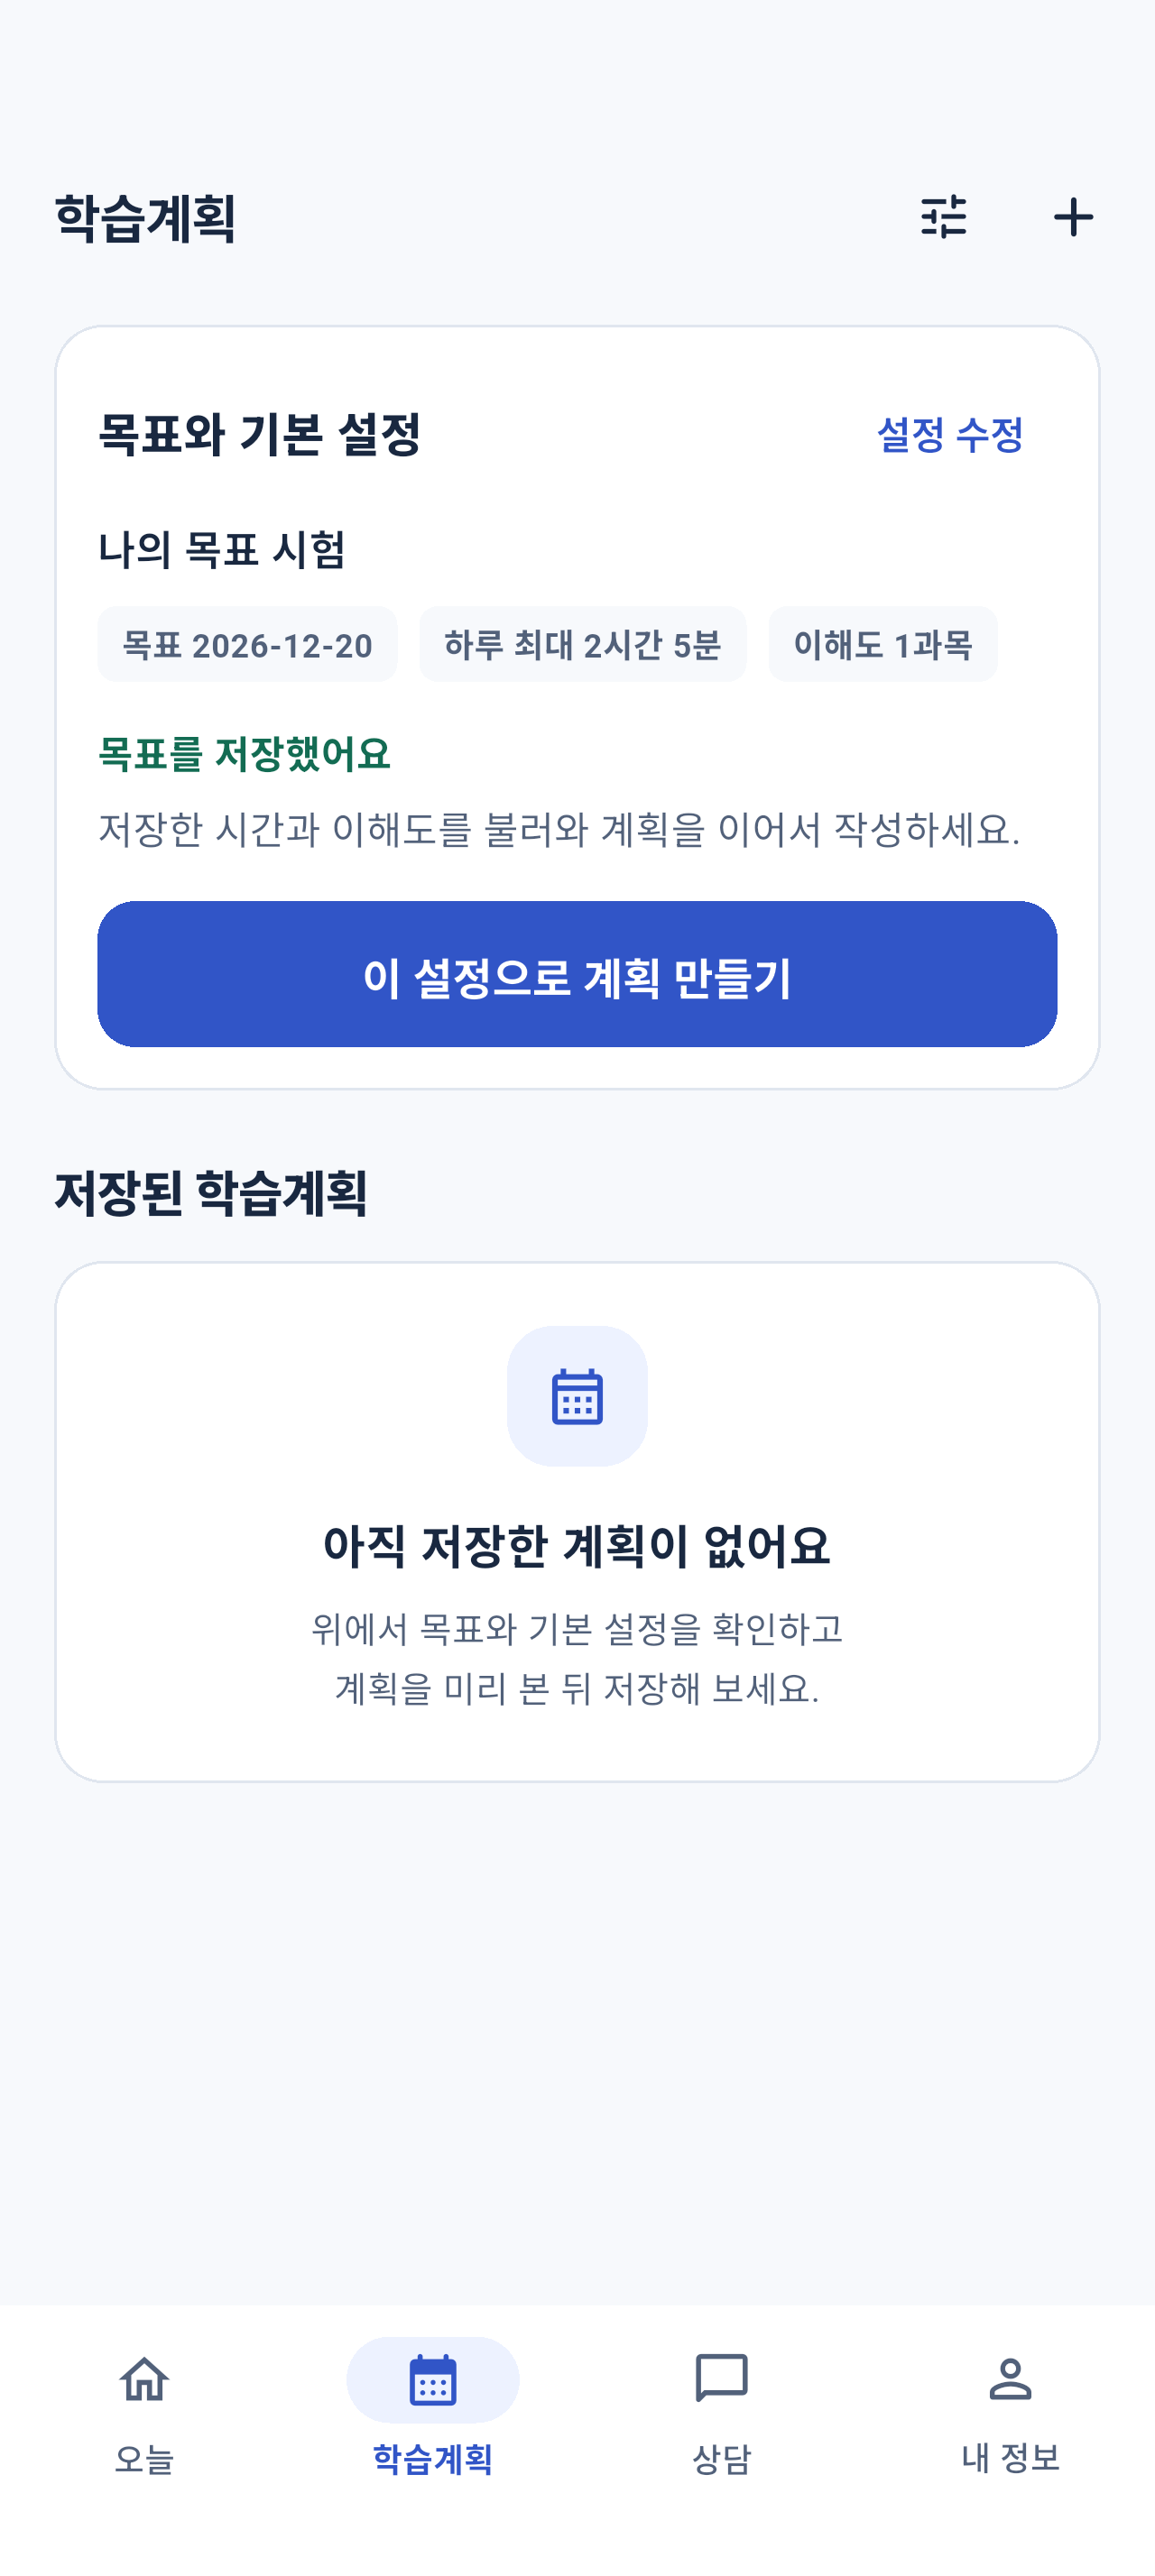 학습계획
목표와 기본 설정
설정 수정
나의 목표 시험
목표 2026-12-20
하루 최대 2시간 5분
이해도 1과목
목표를 저장했어요
저장한 시간과 이해도를 불러와 계획을 이어서 작성하세요.
이 설정으로 계획 만들기
저장된 학습계획
아직 저장한 계획이 없어요
위에서 목표와 기본 설정을 확인하고
계획을 미리 본 뒤 저장해 보세요.
오늘
학습계획
상담
내 정보